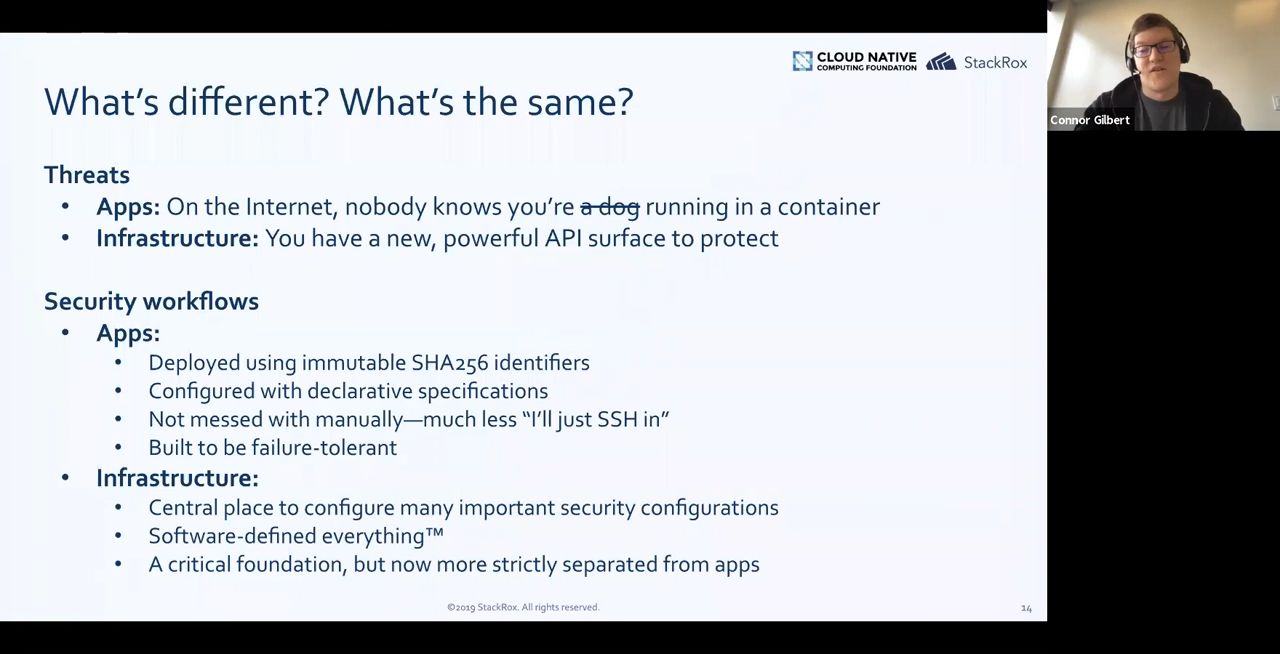 CLOUD NATIVE
COMPUTING FOUNDATION
StackRox
Connor Gilbert
What's different? What's the same?
Threats
• Apps: On the Internet, nobody knows you're a dog running in a container
• Infrastructure: You have a new, powerful API surface to protect
Security workflows
• Apps:
• Deployed using immutable SHA256 identifiers
• Configured with declarative specifications
• Not messed with manually—much less “I'll just SSH in”
• Built to be failure-tolerant
• Infrastructure:
• Central place to configure many important security configurations
• Software-defined everything™
• A critical foundation, but now more strictly separated from apps
©2019 StackRox. All rights reserved.
14